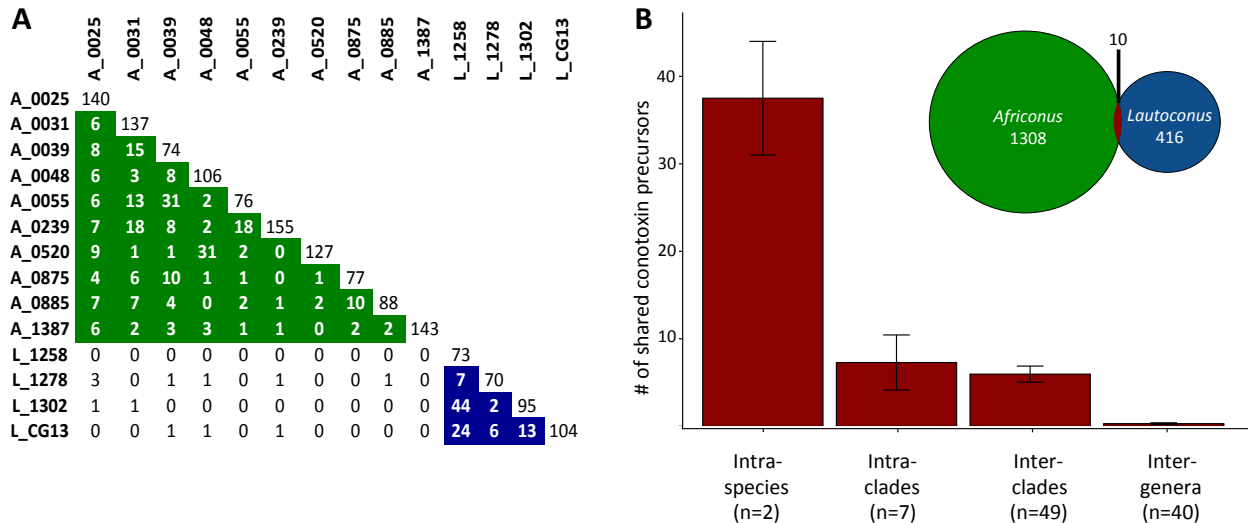 A
A_0025 A_0031 A_0039 A_0048 A_0055 A_0239 A_0520 A_0875 A_0885 A_1387 L_1258 L_1278 L_1302 L_CG13
A_0025 140
A_0031 6 137
A_0039 8 15 74
A_0048 6 3 8 106
A_0055 6 13 31 2 76
A_0239 7 18 8 2 18 155
A_0520 9 1 1 31 2 0 127
A_0875 4 6 10 1 1 0 1 77
A_0885 7 7 4 0 2 1 2 10 88
A_1387 6 2 3 3 1 1 0 2 2 143
L_1258 0 0 0 0 0 0 0 0 0 0 73
L_1278 3 0 1 1 0 1 0 0 1 0 7 70
L_1302 1 1 0 0 0 0 0 0 0 0 44 2 95
L_CG13 0 0 1 1 0 1 0 0 0 0 24 6 13 104
B
# of shared conotoxin precursors
40
30
20
10
10
Africonus
1308
Lautoconus
416
Intra-
species
(n=2)
Intra-
clades
(n=7)
Inter-
clades
(n=49)
Inter-
genera
(n=40)